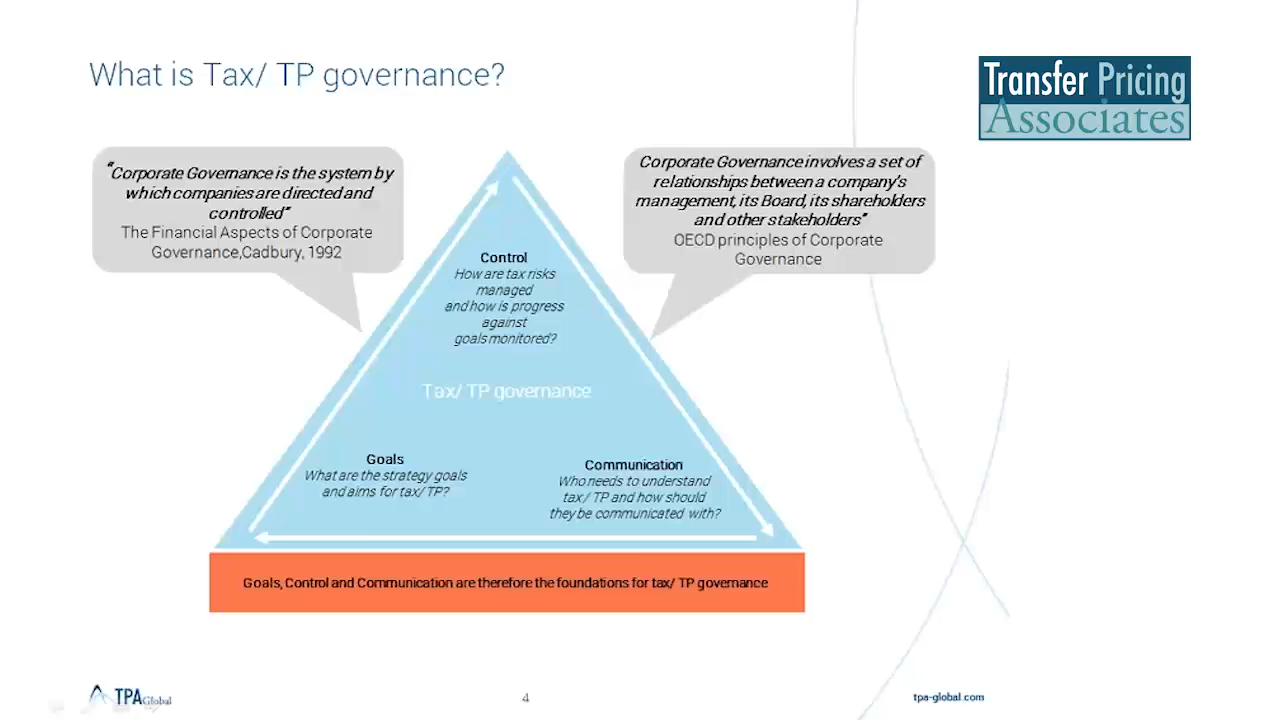 What is Tax/ TP governance?
Transfer Pricing
Associates
“Corporate Governance is the system by
which companies are directed and
controlled”
The Financial Aspects of Corporate
Governance,Cadbury, 1992
Corporate Governance involves a set of
relationships between a company's
management, its Board, its shareholders
and other stakeholders”
OECD principles of Corporate
Governance
Control
How are tax risks
managed
and how is progress
against
goals monitored?
Tax/ TP governance
Goals
What are the strategy goals
and aims for tax/ TP?
Communication
Who needs to understand
tax/ TP and how should
they be communicated with?
Goals, Control and Communication are therefore the foundations for tax/ TP governance
TPA Global
4
tpa-global.com